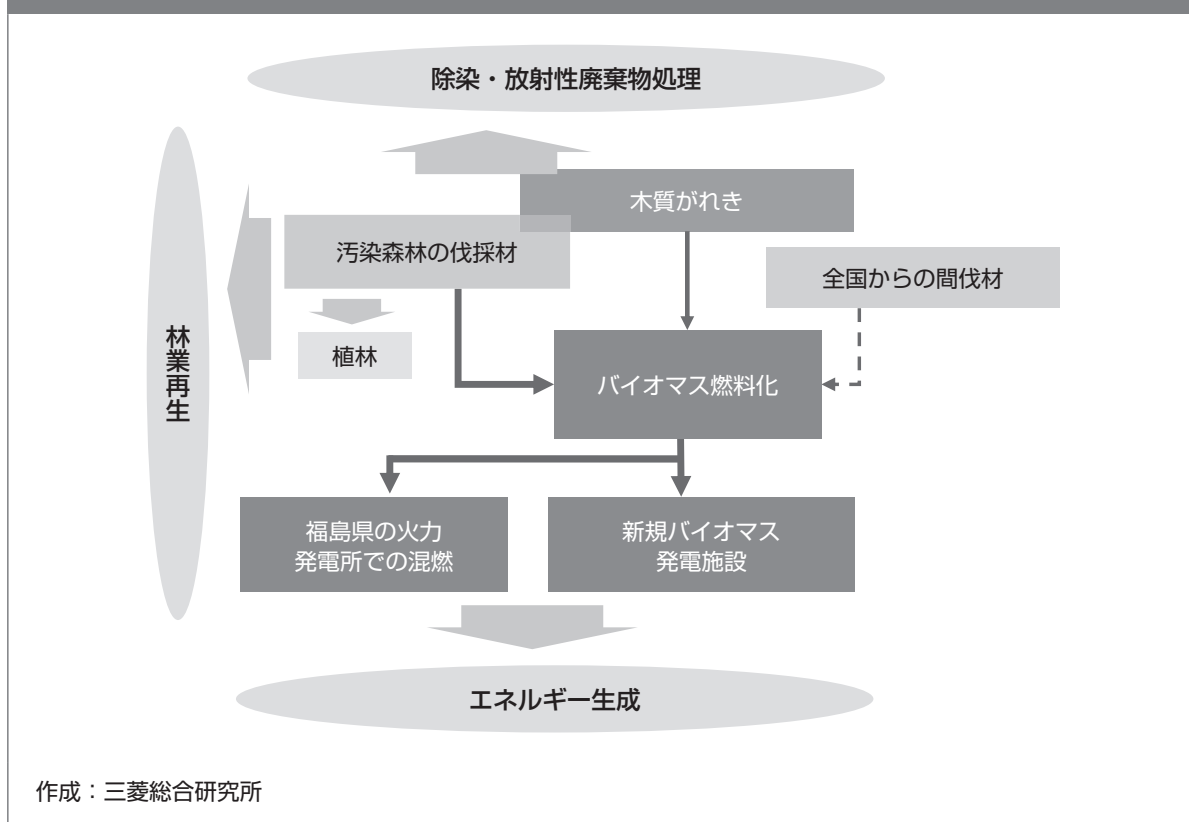 除染・放射性廃棄物処理
木質がれき
汚染森林の伐採材
全国からの間伐材
林業再生
植林
バイオマス燃料化
福島県の火力
発電所での混燃
新規バイオマス
発電施設
エネルギー生成
作成：三菱総合研究所